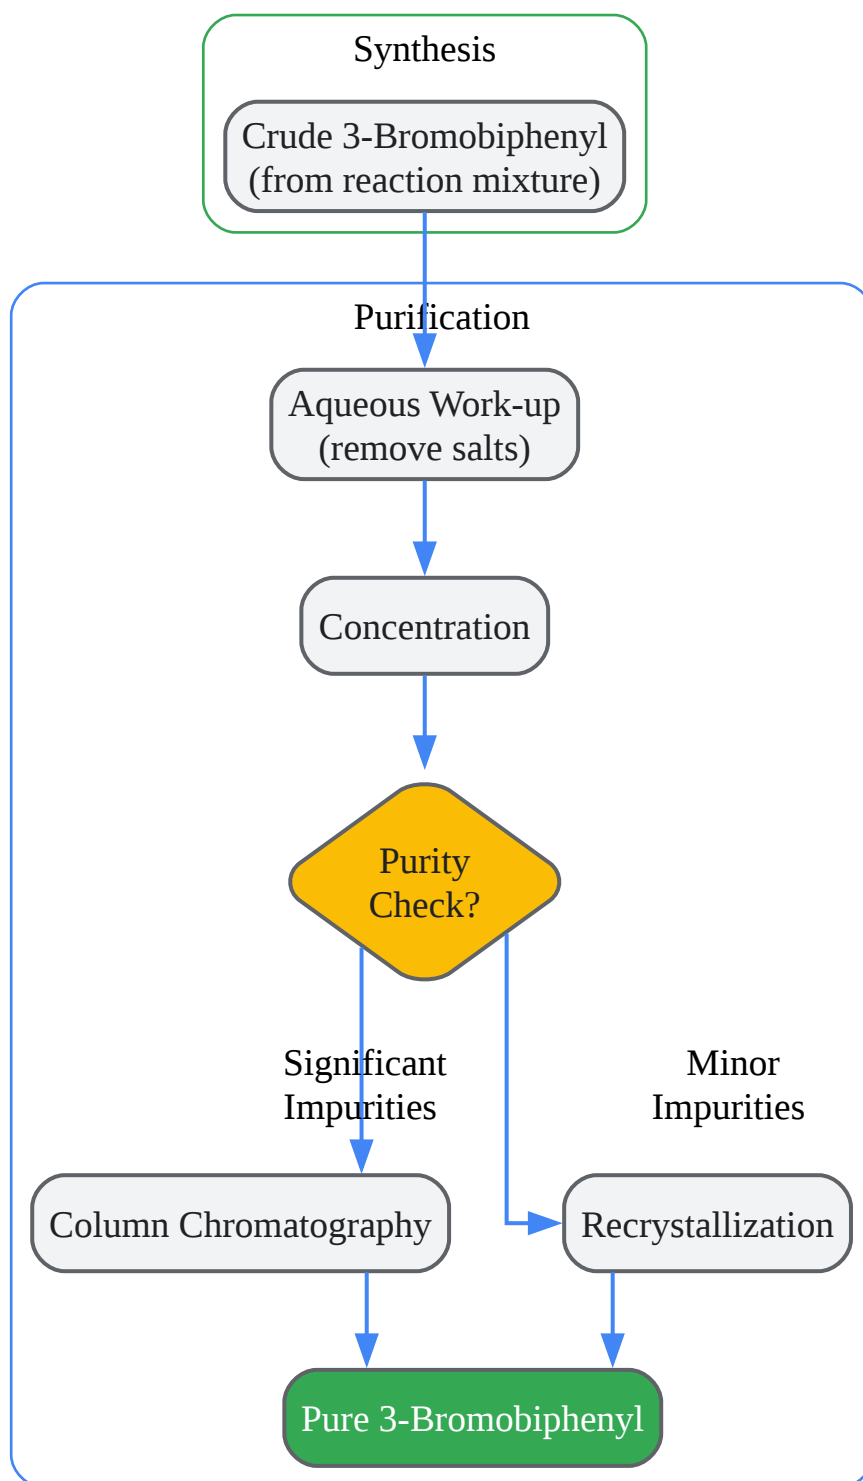 Synthesis
Crude 3-Bromobiphenyl
(from reaction mixture)
Purification
Aqueous Work-up
(remove salts)
Concentration
Purity
Check?
Significant
Impurities
Minor
Impurities
Column Chromatography
Recrystallization
Pure 3-Bromobiphenyl